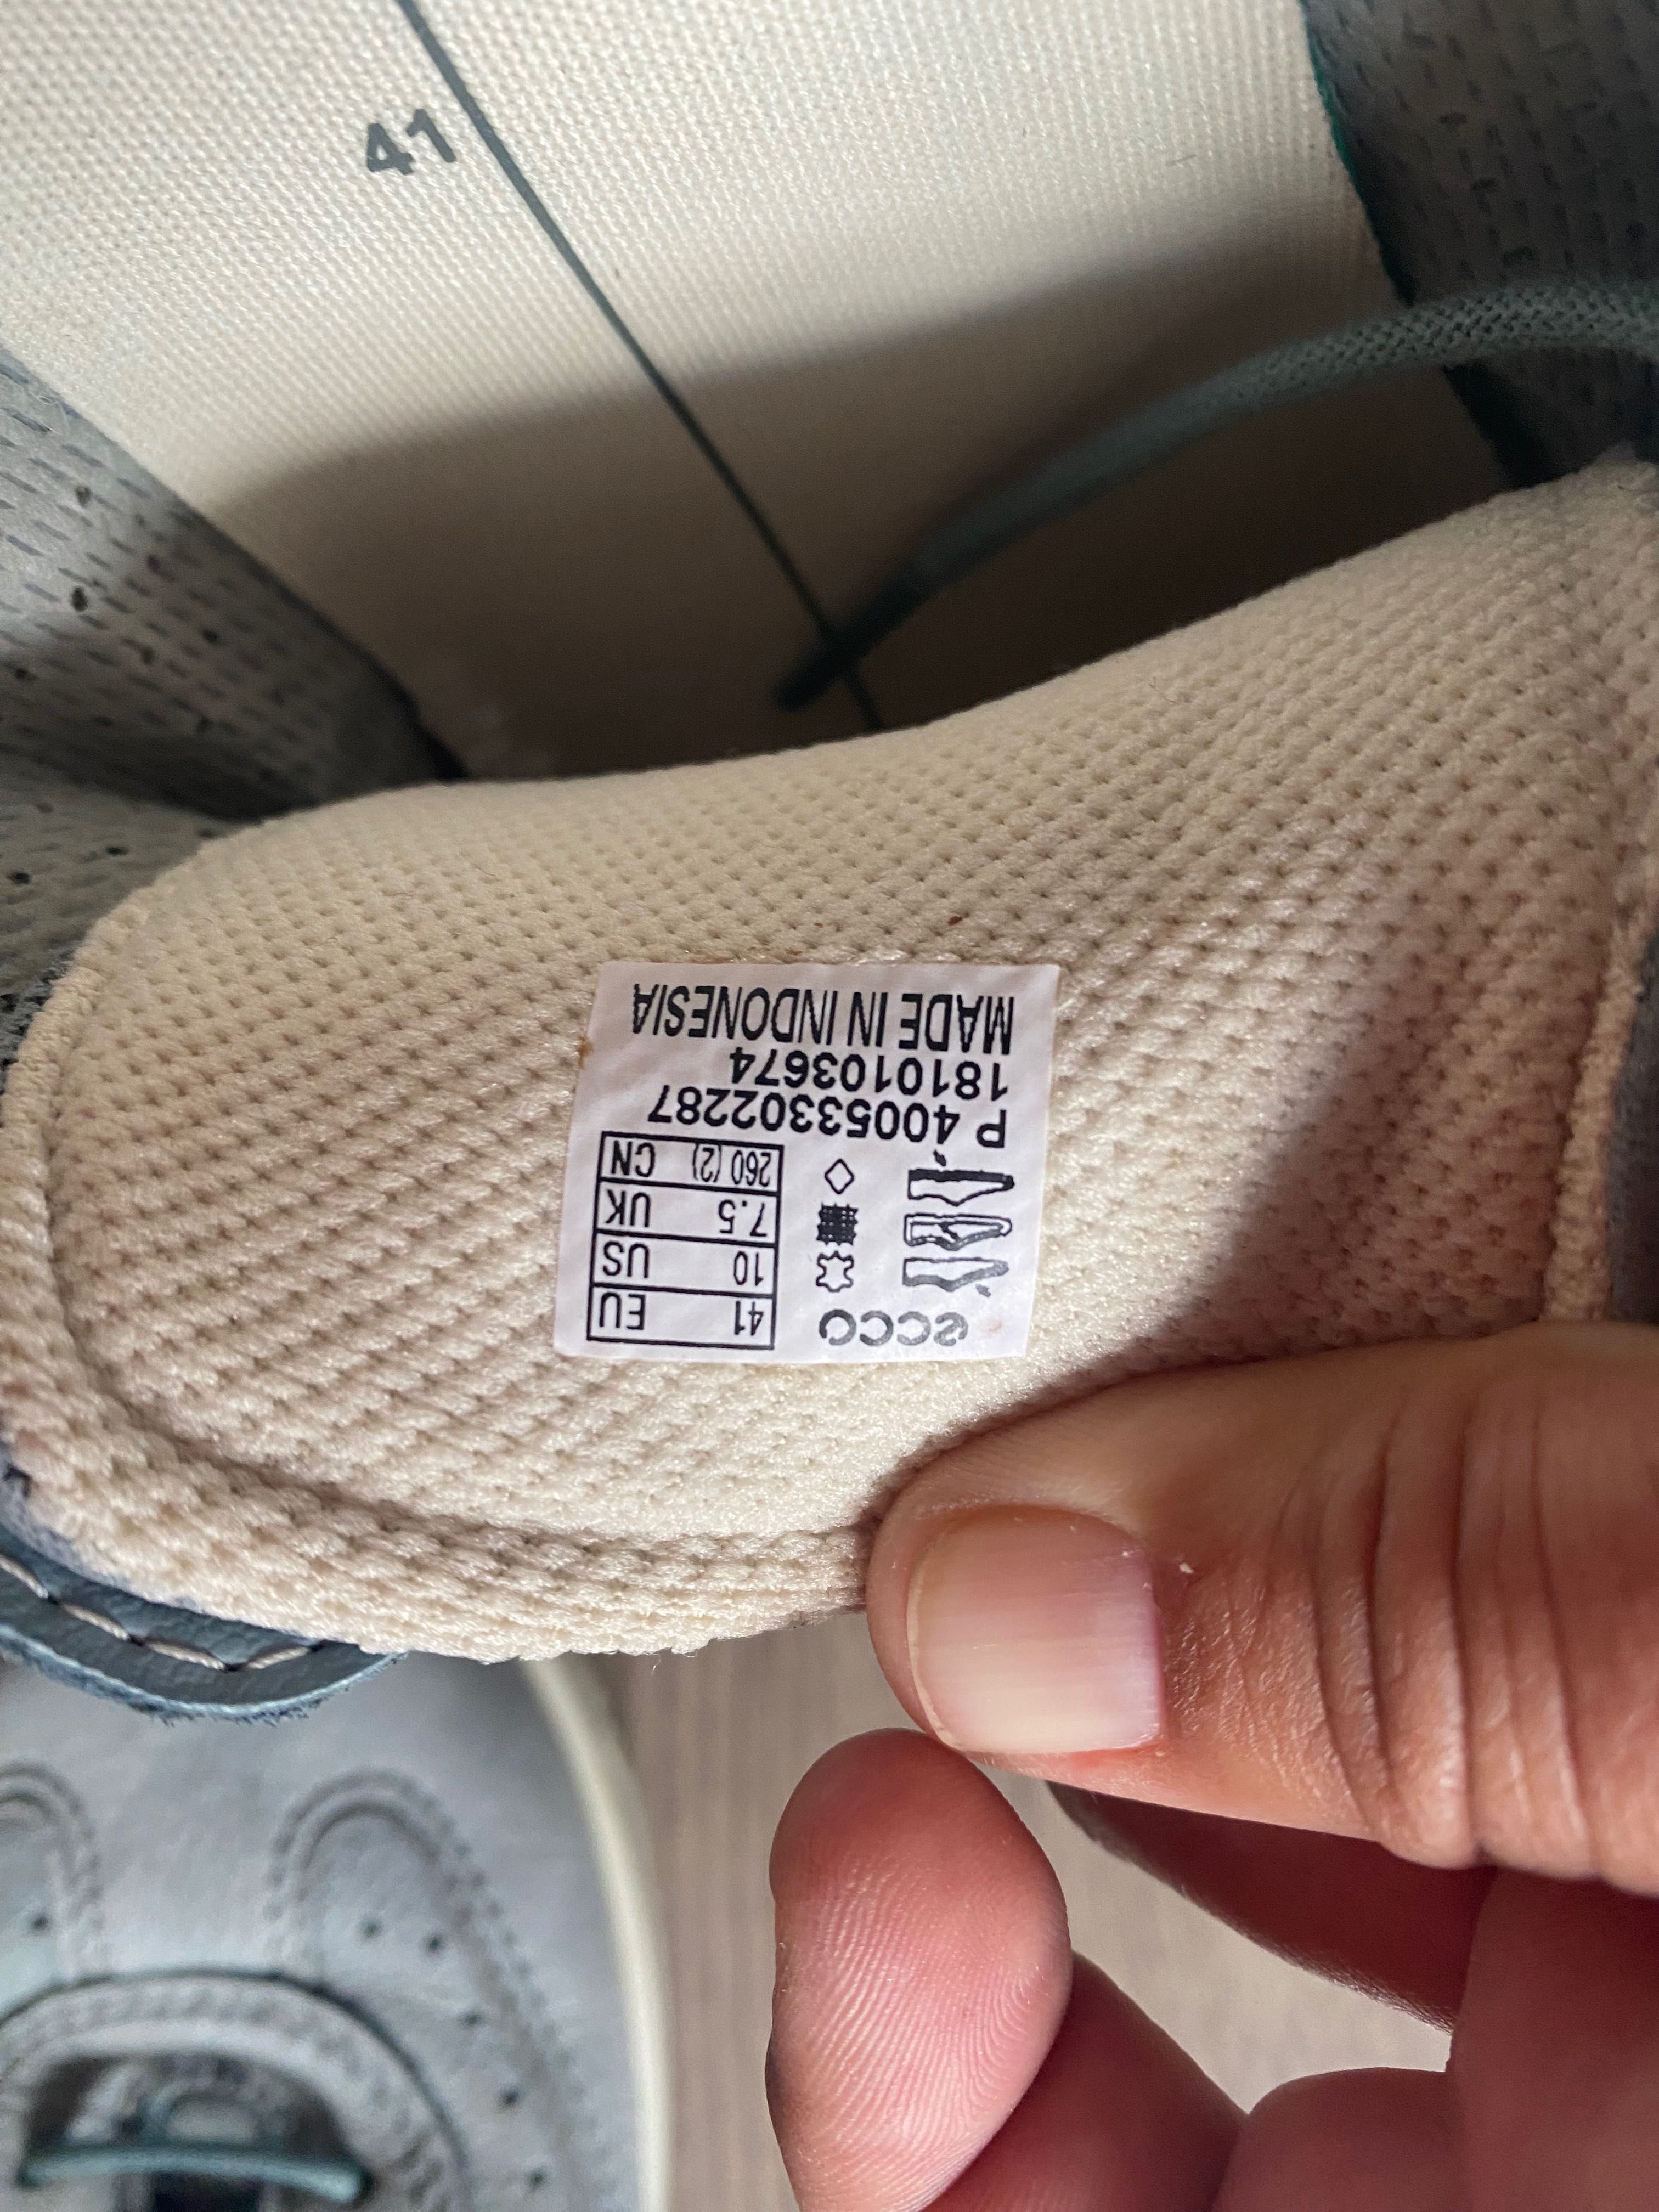 41
ecco
EU 41
US 10
UK 7.5
CN 260 (2)
P 40053302287
1810103674
MADE IN INDONESIA